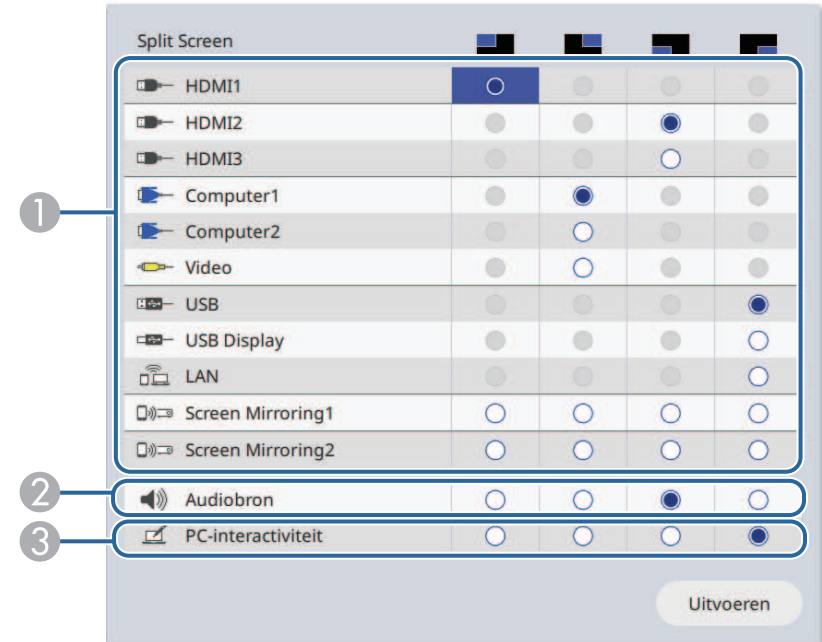 Split Screen
HDMI1
HDMI2
HDMI3
1
Computer1
Computer2
Video
USB
USB Display
LAN
Screen Mirroring1
Screen Mirroring2
2
Audiobron
3
PC-interactiviteit
Uitvoeren